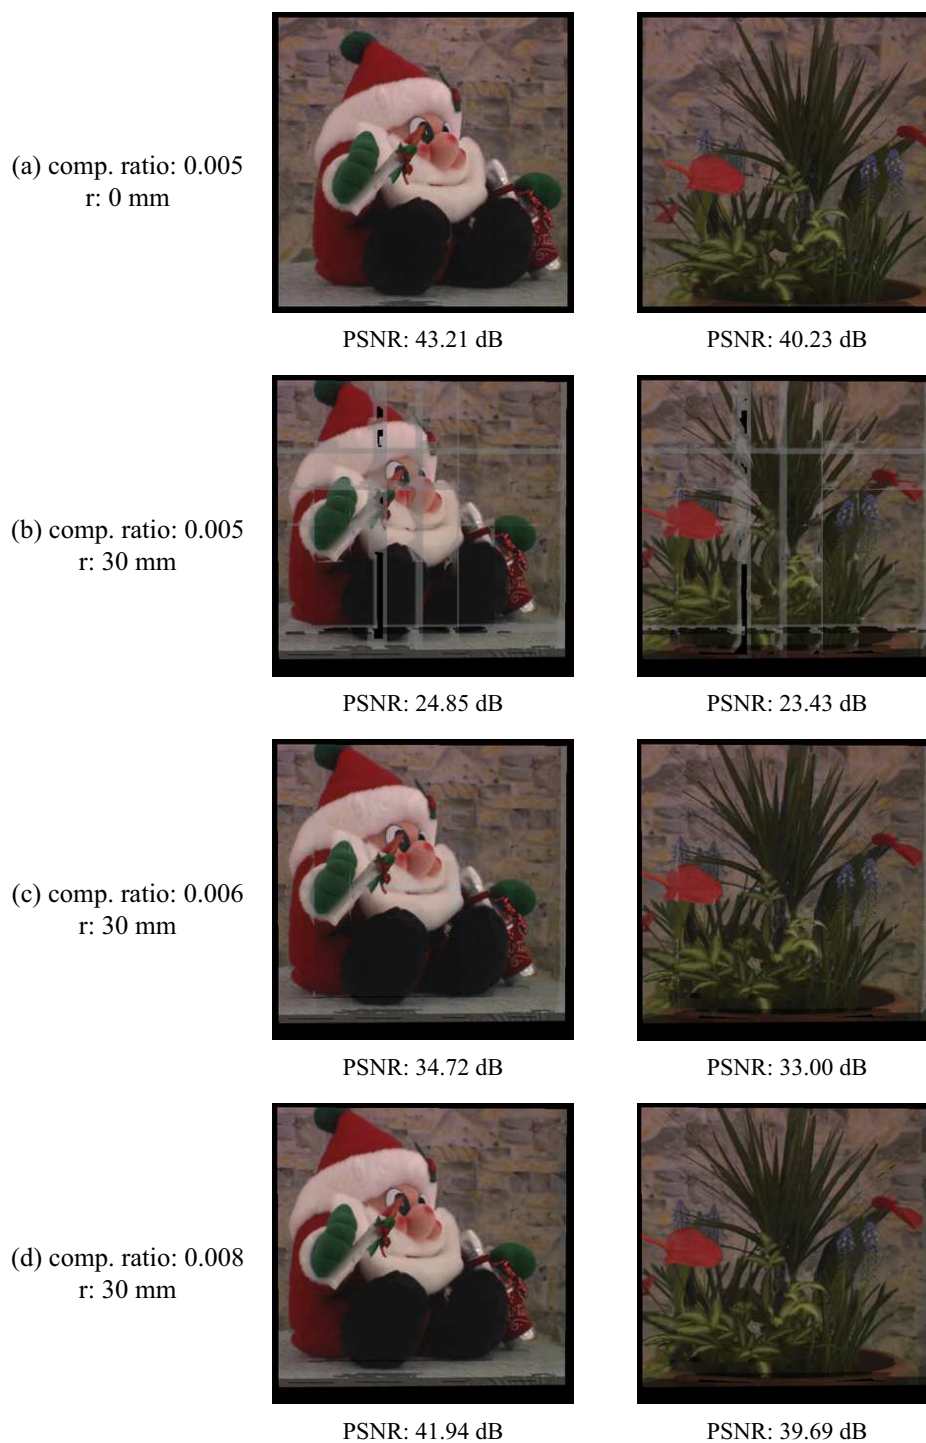 (a) comp. ratio: 0.005
r: 0 mm
PSNR: 43.21 dB
PSNR: 40.23 dB
(b) comp. ratio: 0.005
r: 30 mm
PSNR: 24.85 dB
PSNR: 23.43 dB
(c) comp. ratio: 0.006
r: 30 mm
PSNR: 34.72 dB
PSNR: 33.00 dB
(d) comp. ratio: 0.008
r: 30 mm
PSNR: 41.94 dB
PSNR: 39.69 dB